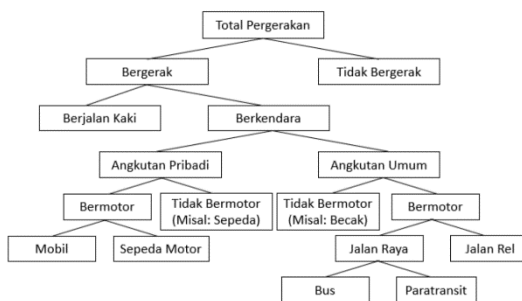 Total Pergerakan
Bergerak
Tidak Bergerak
Berjalan Kaki
Berkendara
Angkutan Pribadi
Angkutan Umum
Bermotor
Tidak Bermotor
(Misal: Sepeda)
Tidak Bermotor
(Misal: Becak)
Bermotor
Mobil
Sepeda Motor
Jalan Raya
Jalan Rel
Bus
Paratransit